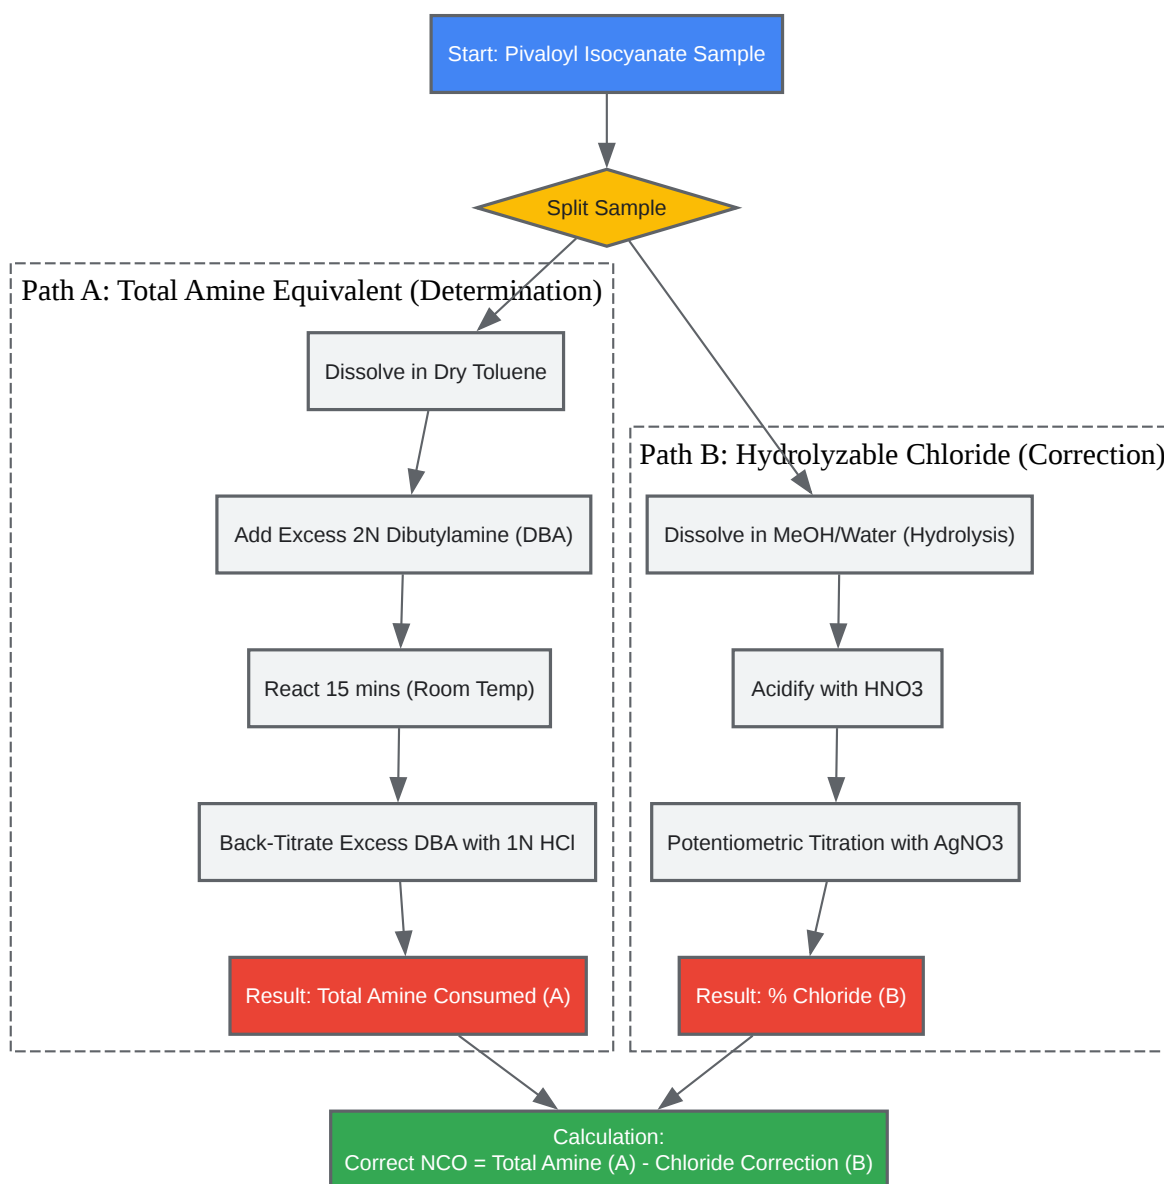 Start: Pivaloyl Isocyanate Sample
Split Sample
Path A: Total Amine Equivalent (Determination)
Dissolve in Dry Toluene
Add Excess 2N Dibutylamine (DBA)
React 15 mins (Room Temp)
Back-Titrate Excess DBA with 1N HCl
Result: Total Amine Consumed (A)
Path B: Hydrolyzable Chloride (Correction)
Dissolve in MeOH/Water (Hydrolysis)
Acidify with HNO3
Potentiometric Titration with AgNO3
Result: % Chloride (B)
Calculation:
Correct NCO = Total Amine (A) - Chloride Correction (B)